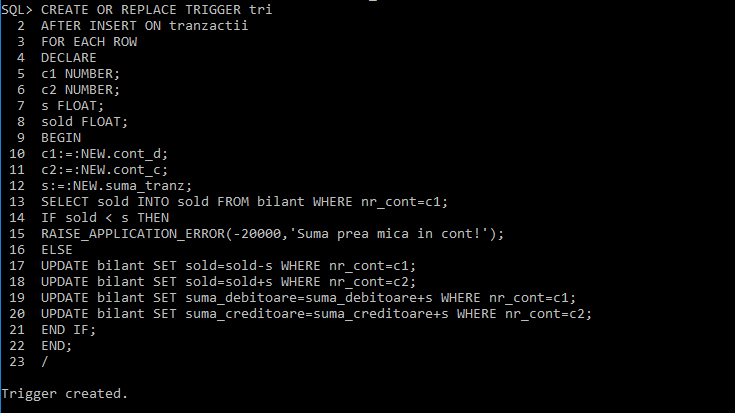 SQL> CREATE OR REPLACE TRIGGER tri
2 AFTER INSERT ON tranzactii
3 FOR EACH ROW
4 DECLARE
5 c1 NUMBER;
6 c2 NUMBER;
7 s FLOAT;
8 sold FLOAT;
9 BEGIN
10 c1:=:NEW.cont_d;
11 c2:=:NEW.cont_c;
12 s:=:NEW.suma_tranz;
13 SELECT sold INTO sold FROM bilant WHERE nr_cont=c1;
14 IF sold < s THEN
15 RAISE_APPLICATION_ERROR(-20000,'Suma prea mica in cont!');
16 ELSE
17 UPDATE bilant SET sold=sold-s WHERE nr_cont=c1;
18 UPDATE bilant SET sold=sold+s WHERE nr_cont=c2;
19 UPDATE bilant SET suma_debitoare=suma_debitoare+s WHERE nr_cont=c1;
20 UPDATE bilant SET suma_creditoare=suma_creditoare+s WHERE nr_cont=c2;
21 END IF;
22 END;
23 /
Trigger created.